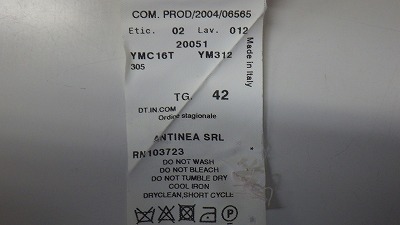 COM. PROD/2004/06565
Etic. 02 Lav. 012
20051
YMC16T YM312
305
Made in Italy
TG. 42
DT.IN.COM
Ordine stagionale
ANTINEA SRL
RN103723
DO NOT WASH
DO NOT BLEACH
DO NOT TUMBLE DRY
COOL IRON
DRYCLEAN, SHORT CYCLE
P